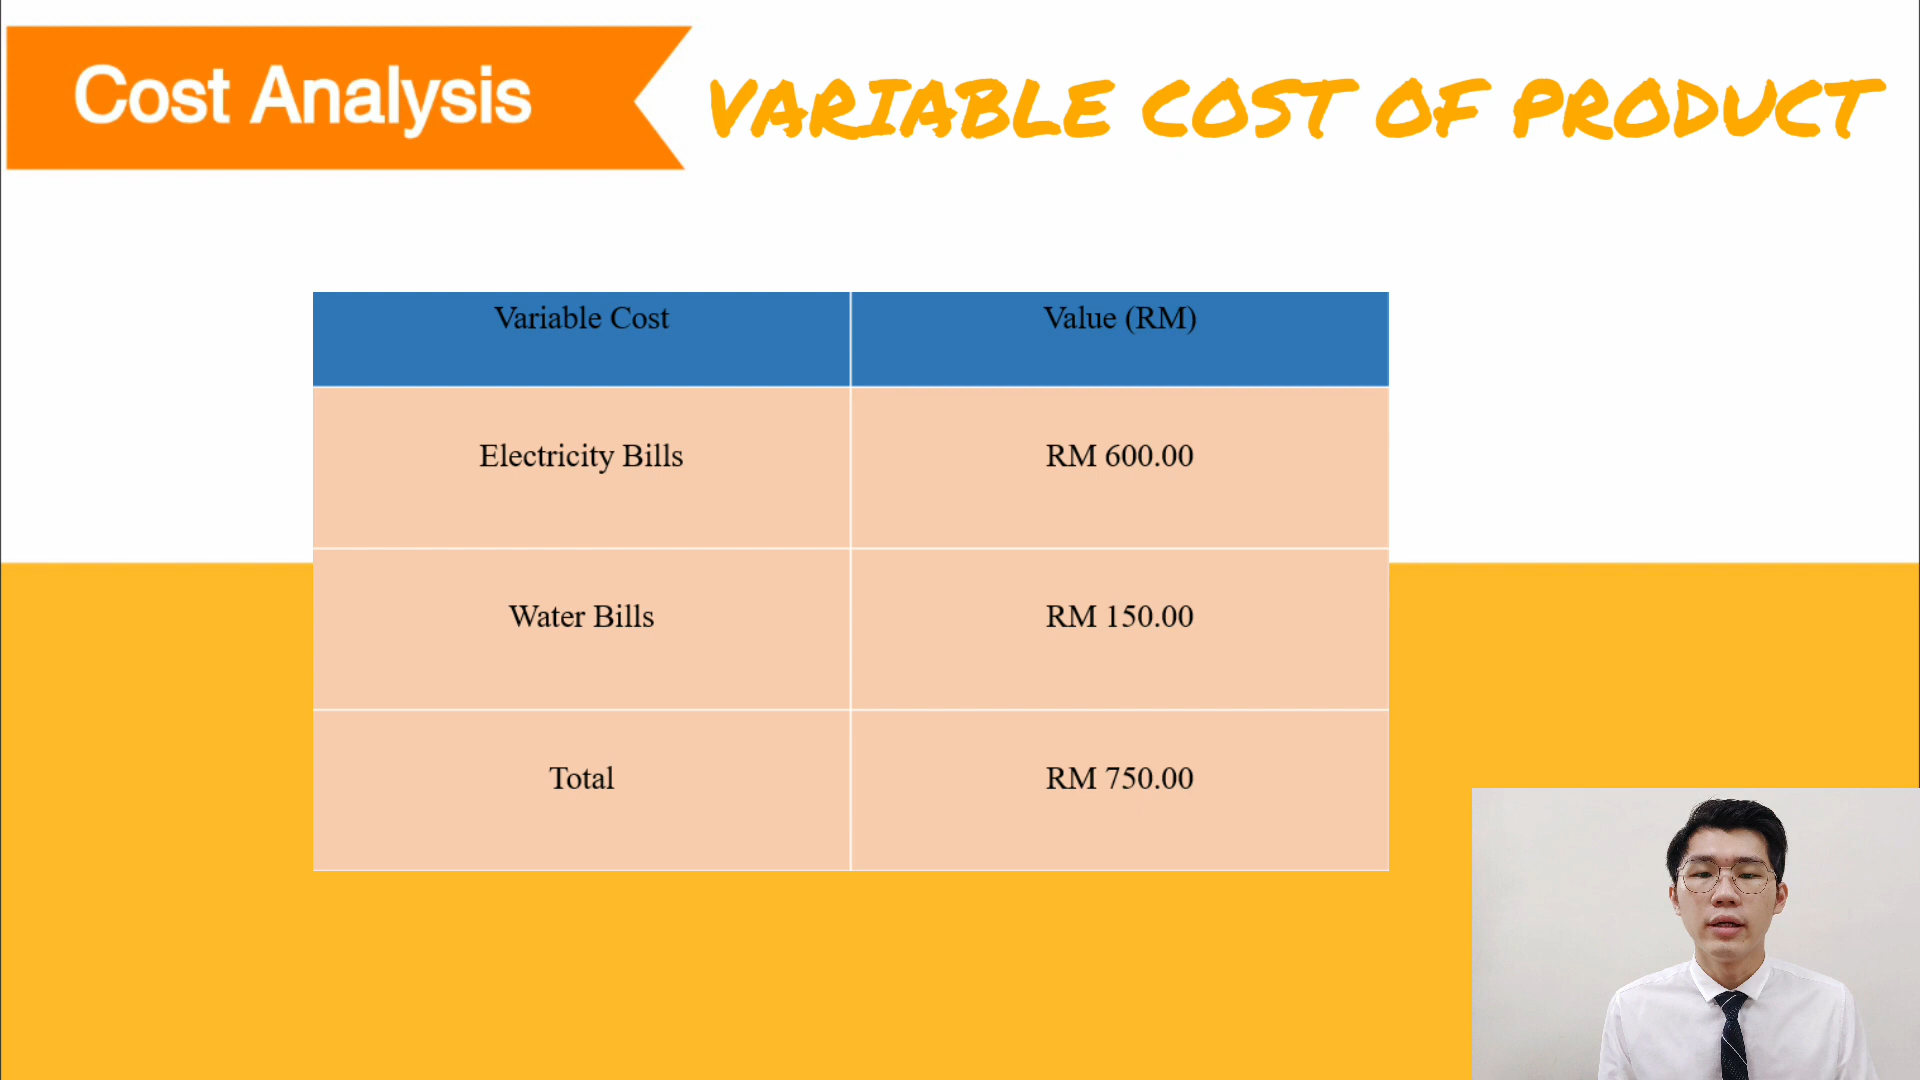 Cost Analysis
VARIABLE COST OF PRODUCT
Variable Cost
Value (RM)
Electricity Bills
RM 600.00
Water Bills
RM 150.00
Total
RM 750.00